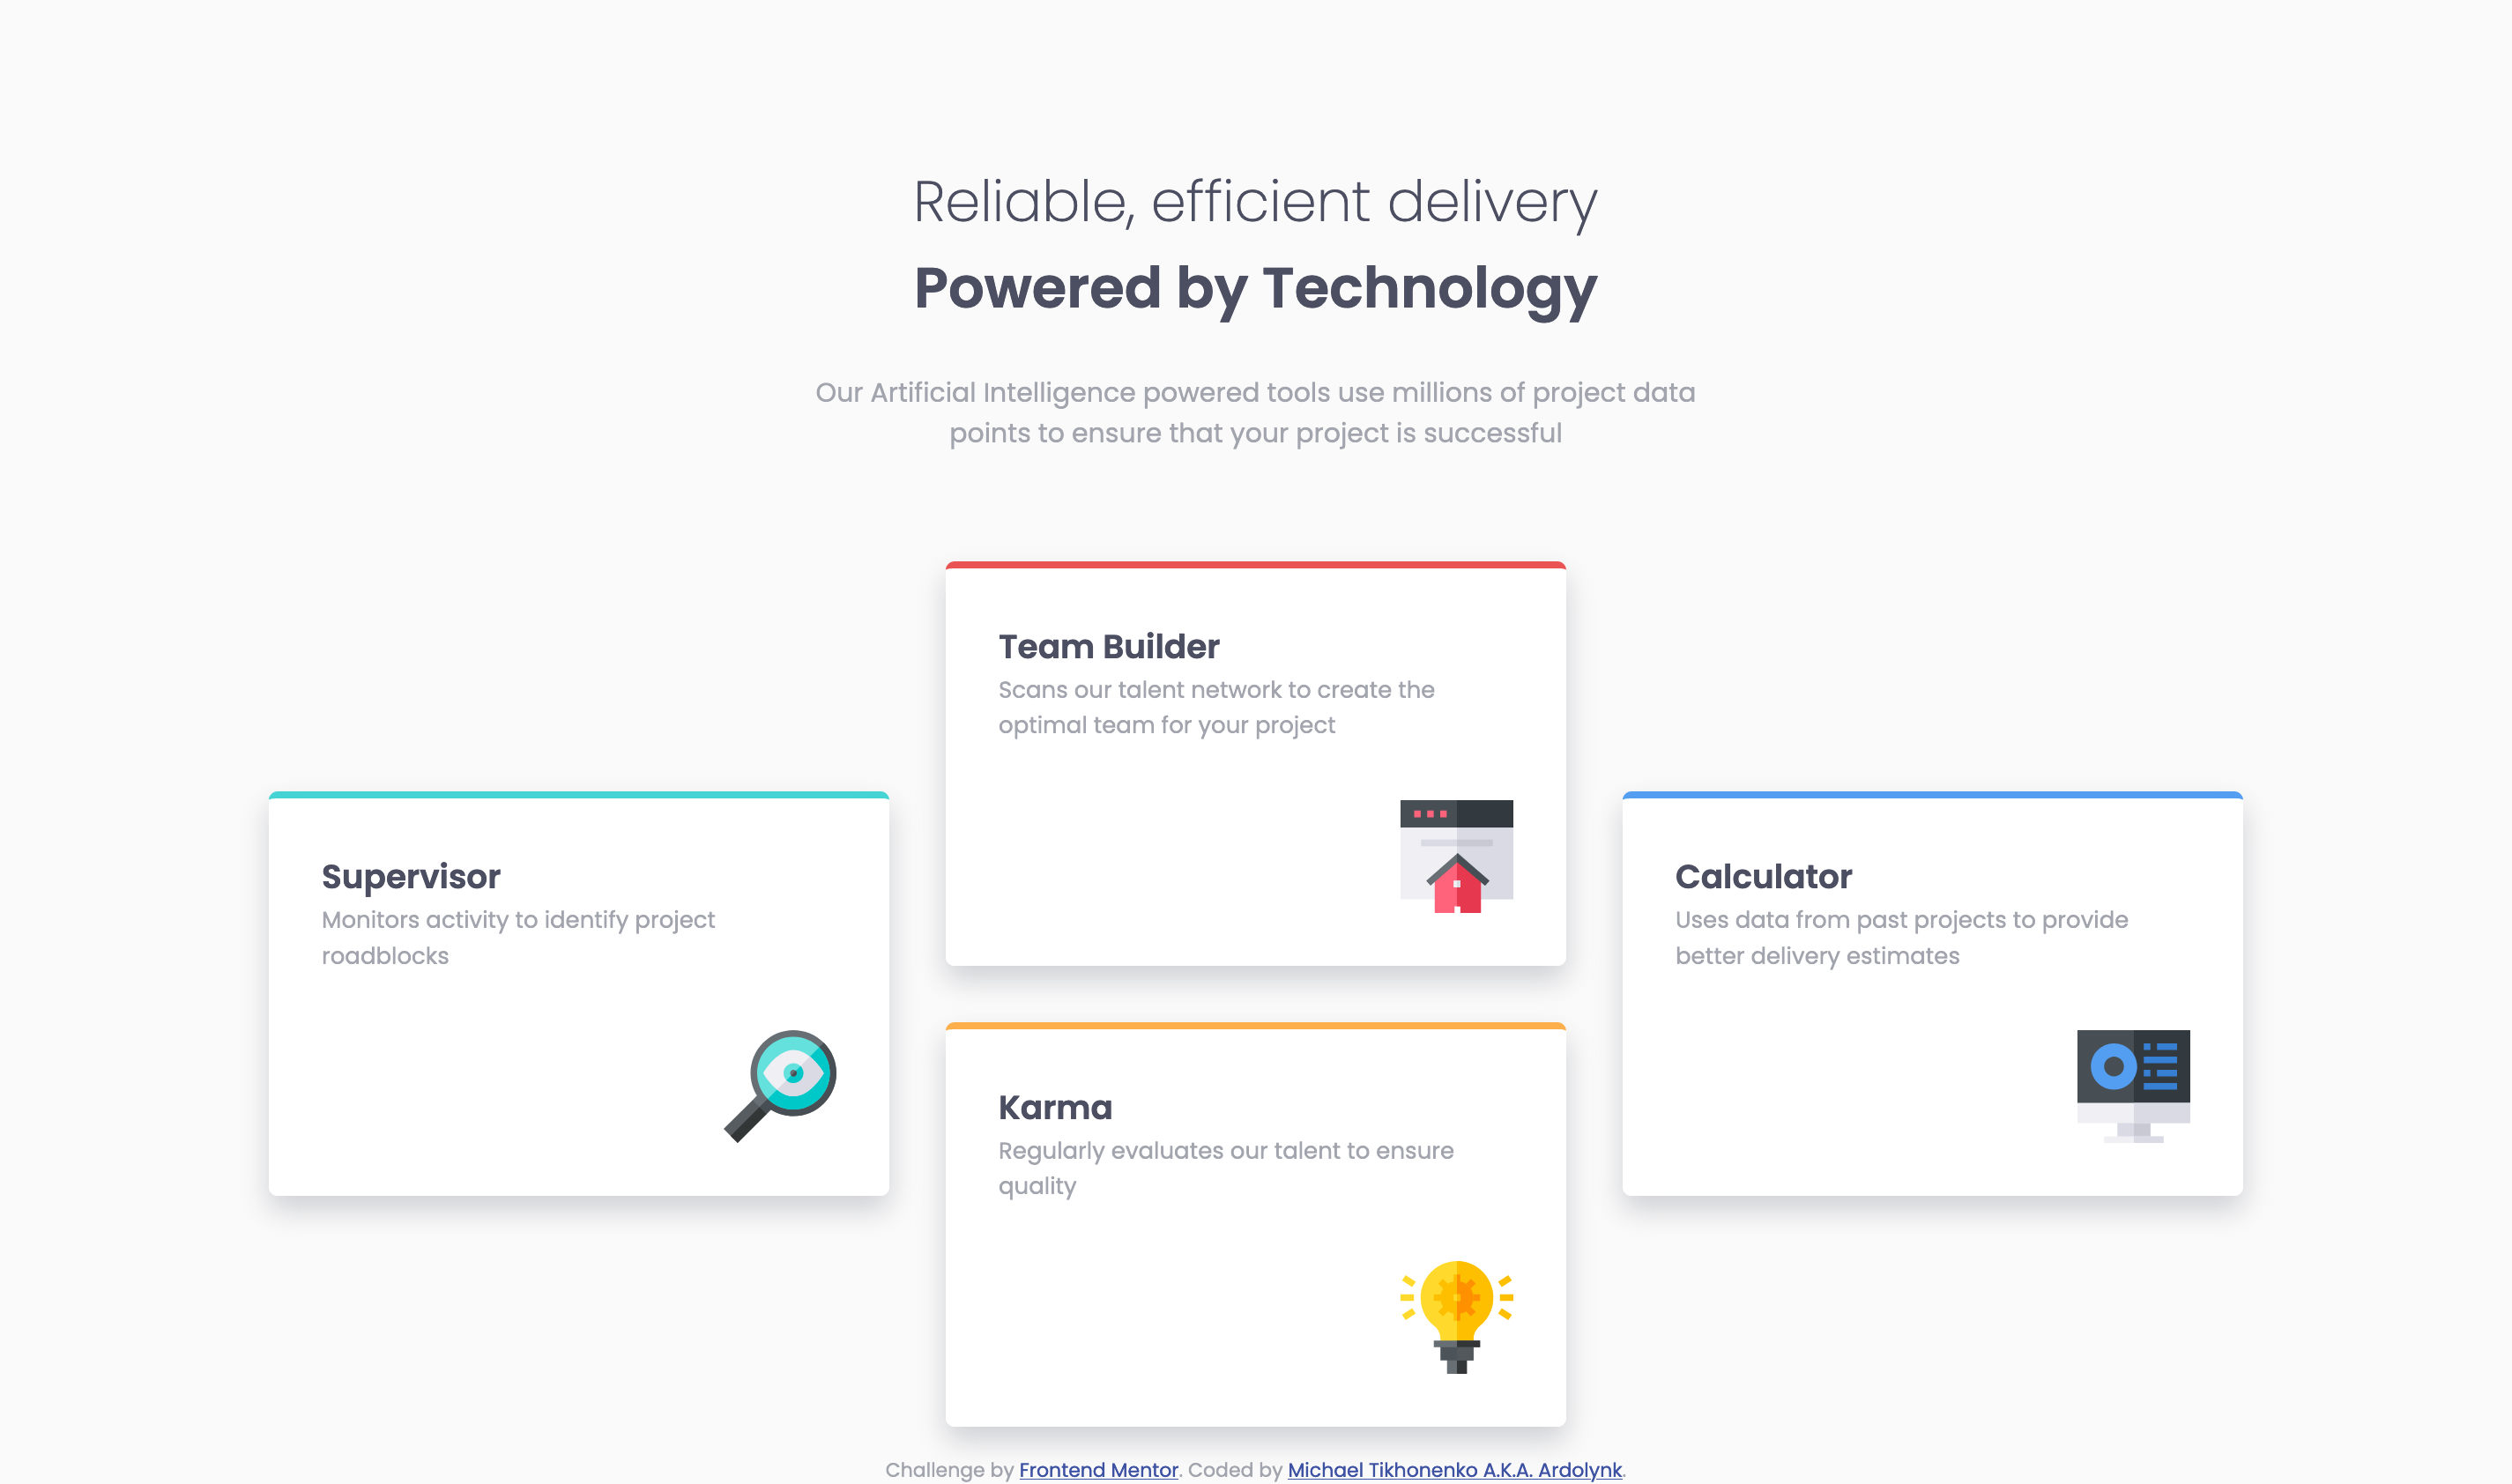 Reliable, efficient delivery
Powered by Technology
Our Artificial Intelligence powered tools use millions of project data
points to ensure that your project is successful
Supervisor
Monitors activity to identify project
roadblocks
Team Builder
Scans our talent network to create the
optimal team for your project
Karma
Regularly evaluates our talent to ensure
quality
Calculator
Uses data from past projects to provide
better delivery estimates
Challenge by Frontend Mentor. Coded by Michael Tikhonenko A.K.A. Ardolynk.